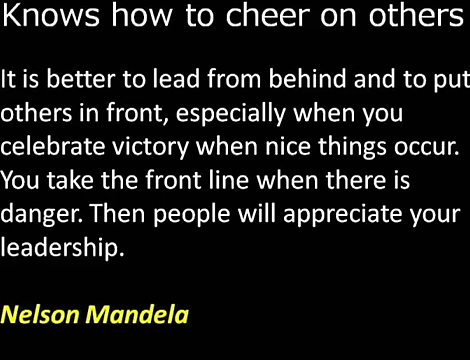 Knows how to cheer on others
It is better to lead from behind and to put
others in front, especially when you
celebrate victory when nice things occur.
You take the front line when there is
danger. Then people will appreciate your
leadership.
Nelson Mandela